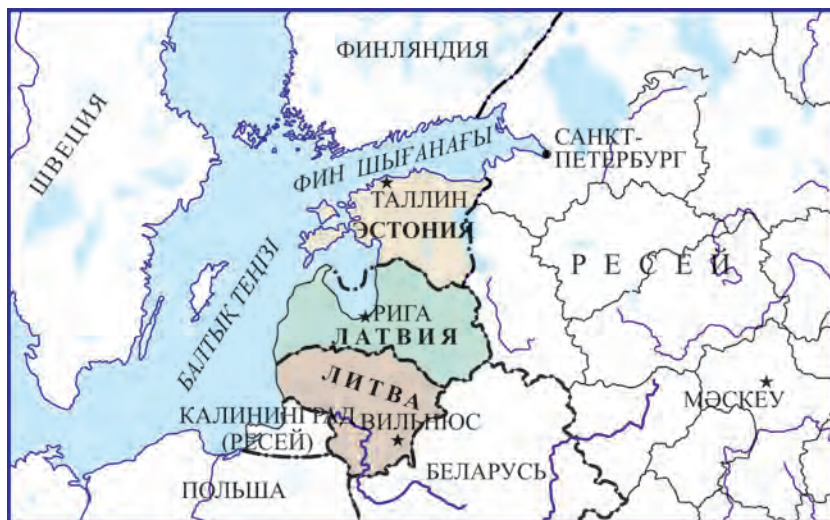 ФИНЛЯНДИЯ
ШВЕЦИЯ
ФИН ШЫҒАНАҒЫ
САНКТ-
ПЕТЕРБУРГ
ТАЛЛИН
ЭСТОНИЯ
РЕСЕЙ
БАЛТЫҚ ТЕҢІЗІ
РИГА
ЛАТВИЯ
ЛИТВА
МӘСКЕУ
КАЛИНИНГРАД
(РЕСЕЙ)
ВИЛЬНЮС
БЕЛАРУСЬ
ПОЛЬША